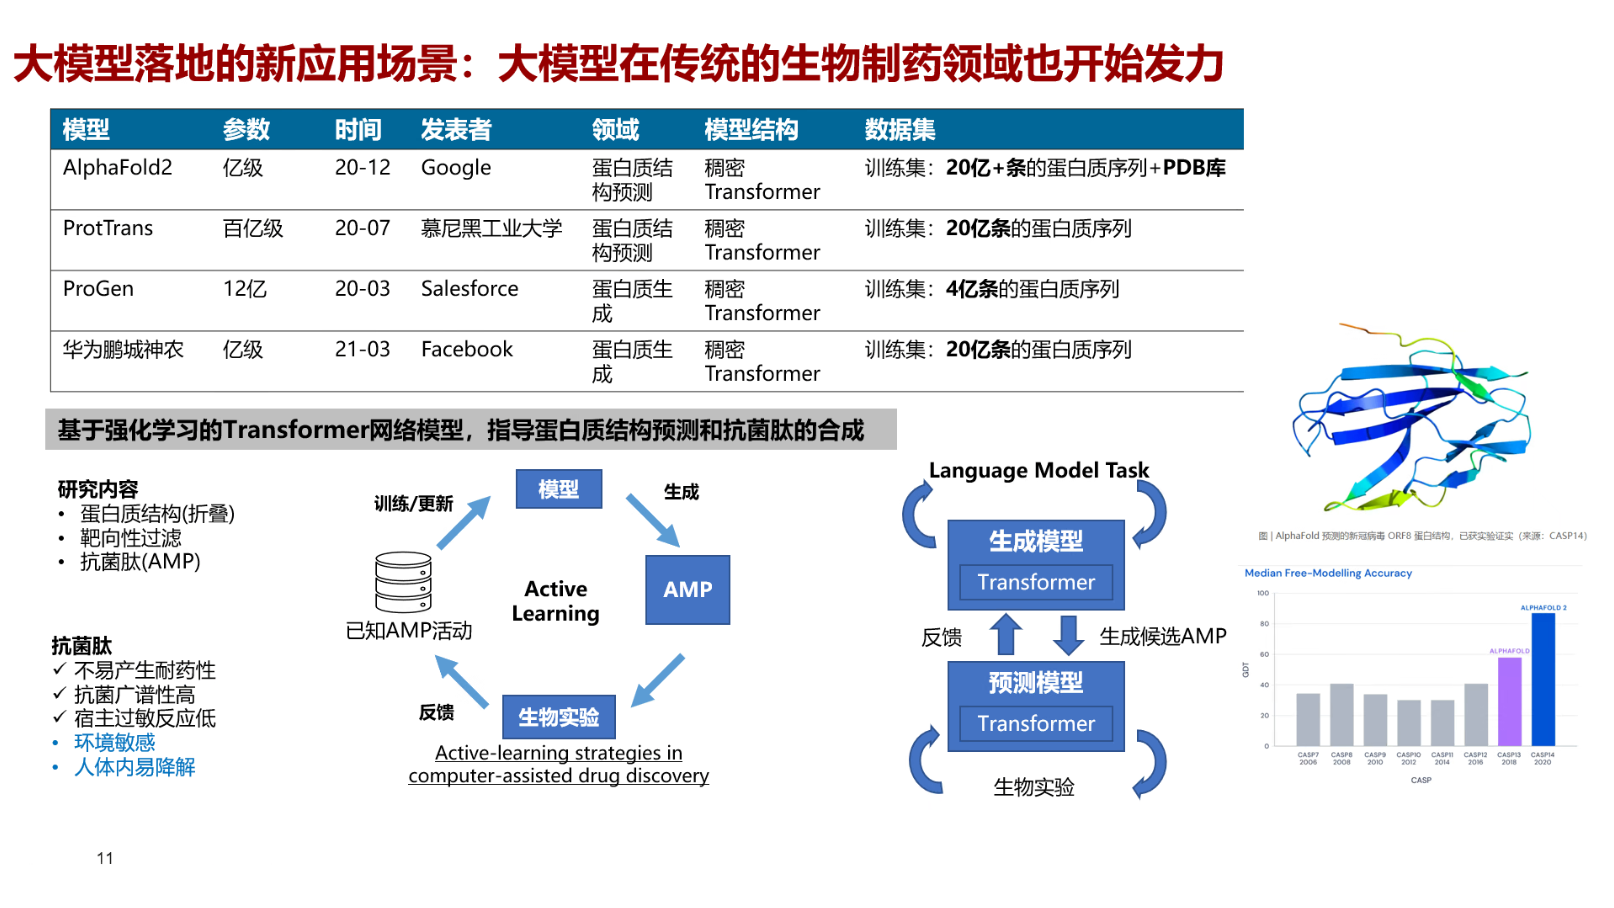 大模型落地的新应用场景：大模型在传统的生物制药领域也开始发力
模型 参数 时间 发表者 领域 模型结构 数据集
AlphaFold2 亿级 20-12 Google 蛋白质结构预测 稠密 Transformer 训练集：20亿+条的蛋白质序列+PDB库
ProtTrans 百亿级 20-07 慕尼黑工业大学 蛋白质结构预测 稠密 Transformer 训练集：20亿条的蛋白质序列
ProGen 12亿 20-03 Salesforce 蛋白质生成 稠密 Transformer 训练集：4亿条的蛋白质序列
华为鹏城神农 亿级 21-03 Facebook 蛋白质生成 稠密 Transformer 训练集：20亿条的蛋白质序列
基于强化学习的Transformer网络模型，指导蛋白质结构预测和抗菌肽的合成
研究内容
• 蛋白质结构(折叠)
• 靶向性过滤
• 抗菌肽(AMP)
抗菌肽
✓ 不易产生耐药性
✓ 抗菌广谱性高
✓ 宿主过敏反应低
• 环境敏感
• 人体内易降解
训练/更新
模型
生成
Active
Learning
AMP
已知AMP活动
反馈
生物实验
Active-learning strategies in
computer-assisted drug discovery
Language Model Task
生成模型
Transformer
反馈
生成候选AMP
预测模型
Transformer
生物实验
图 | AlphaFold 预测的新冠病毒 ORF8 蛋白结构，已获实验证实（来源：CASP14）
Median Free-Modelling Accuracy
ALPHAFOLD 2
ALPHAFOLD
100
80
60
40
20
0
GDT
CASP7 CASP8 CASP9 CASP10 CASP11 CASP12 CASP13 CASP14
2006 2008 2010 2012 2014 2016 2018 2020
CASP
11